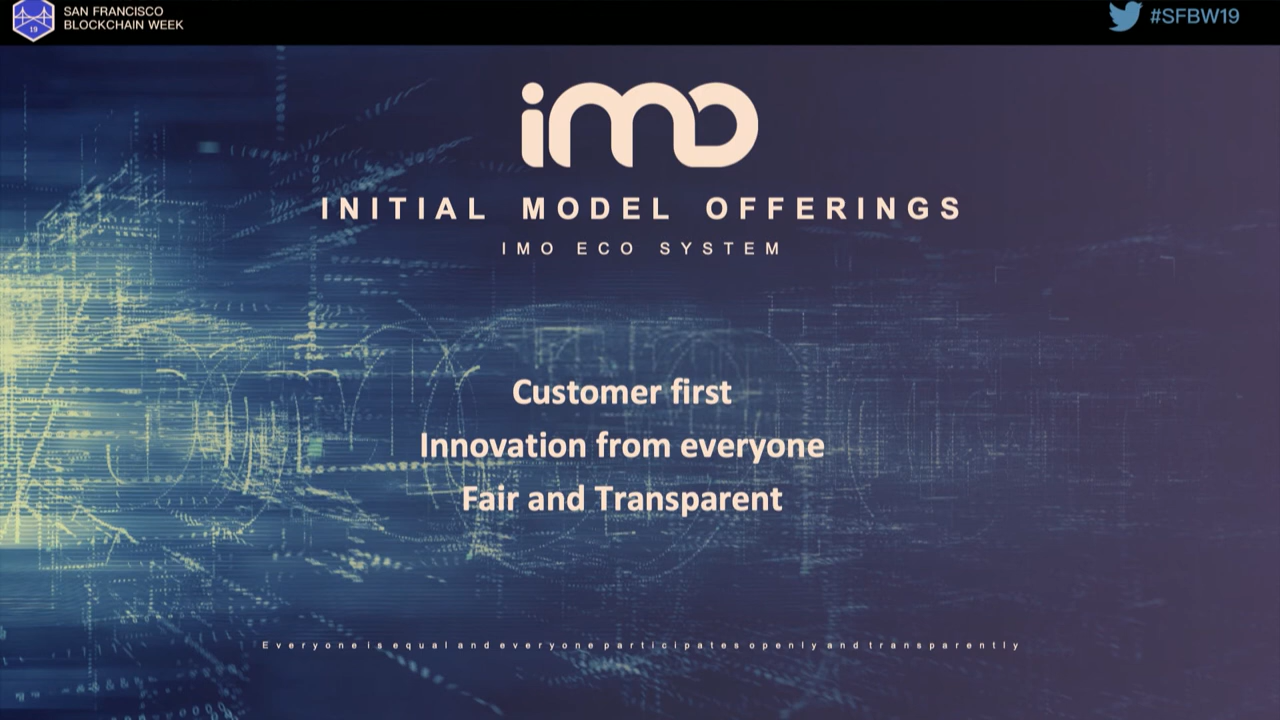 SAN FRANCISCO
BLOCKCHAIN WEEK
19
#SFBW19
imo
INITIAL MODEL OFFERINGS
IMO ECO SYSTEM
Customer first
Innovation from everyone
Fair and Transparent
Everyone is equal and everyone participates openly and transparently